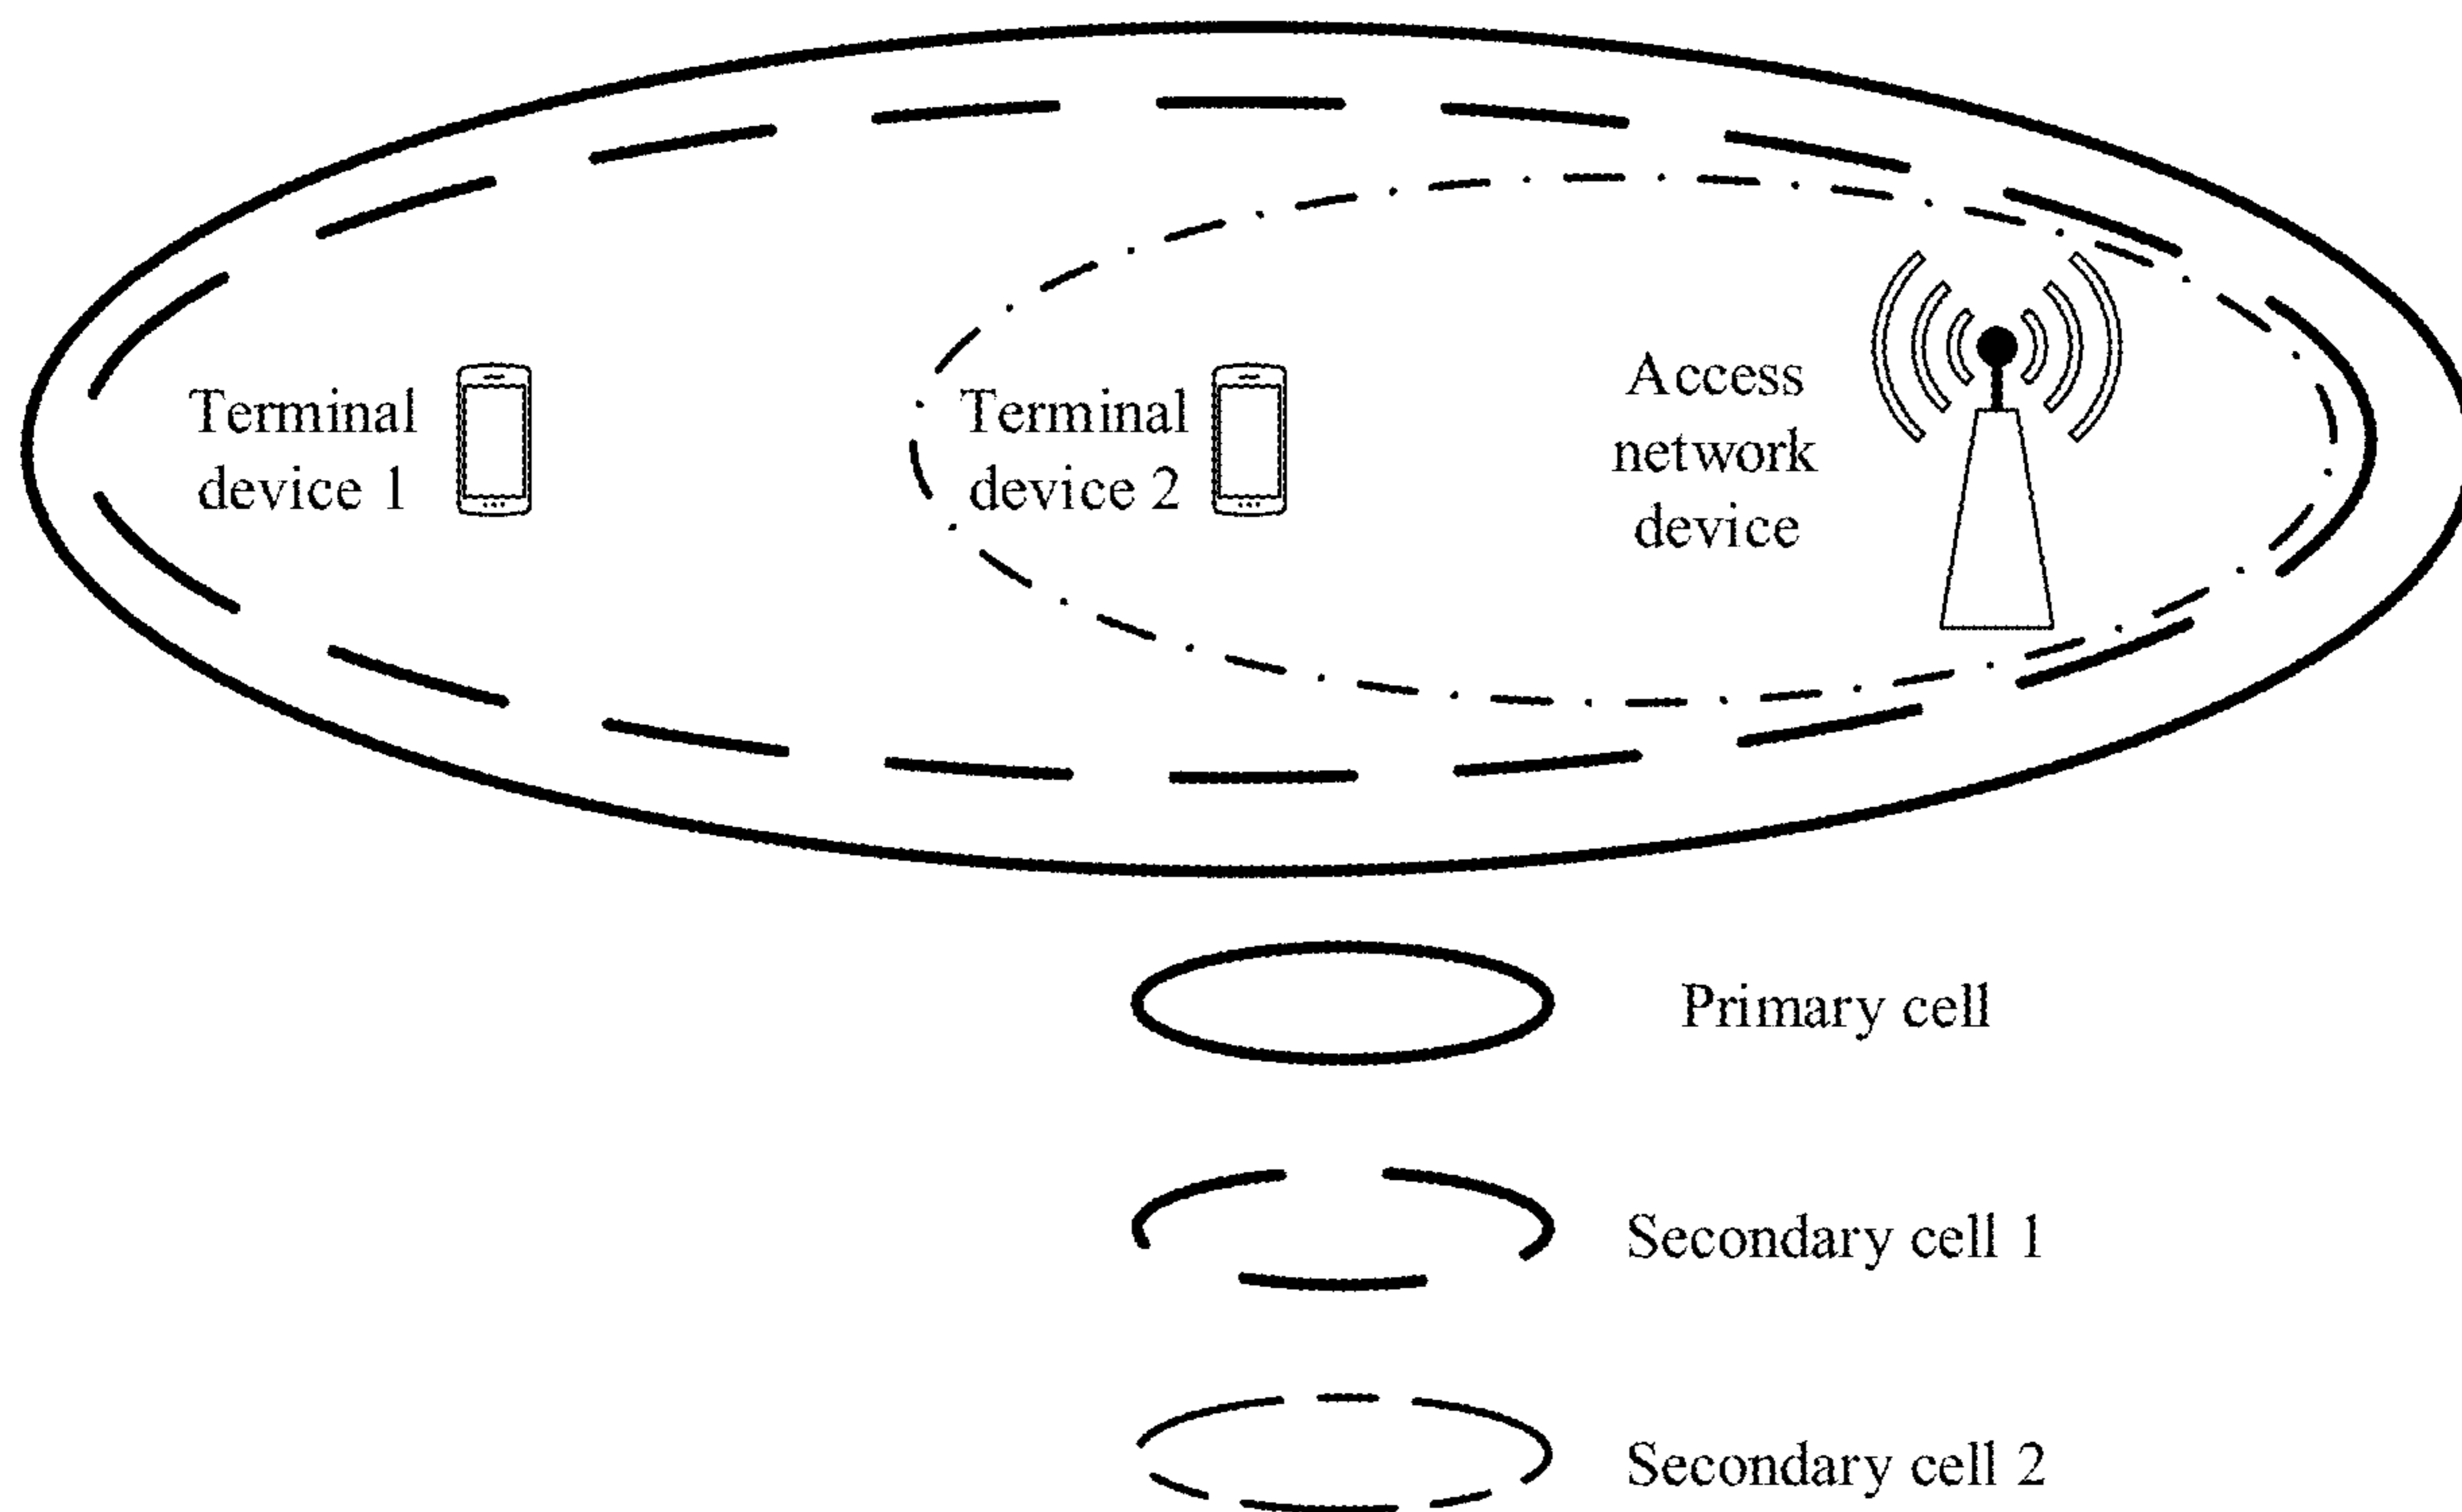 Terminal
device 1
Terminal
device 2
Access
network
device
Primary cell
Secondary cell 1
Secondary cell 2